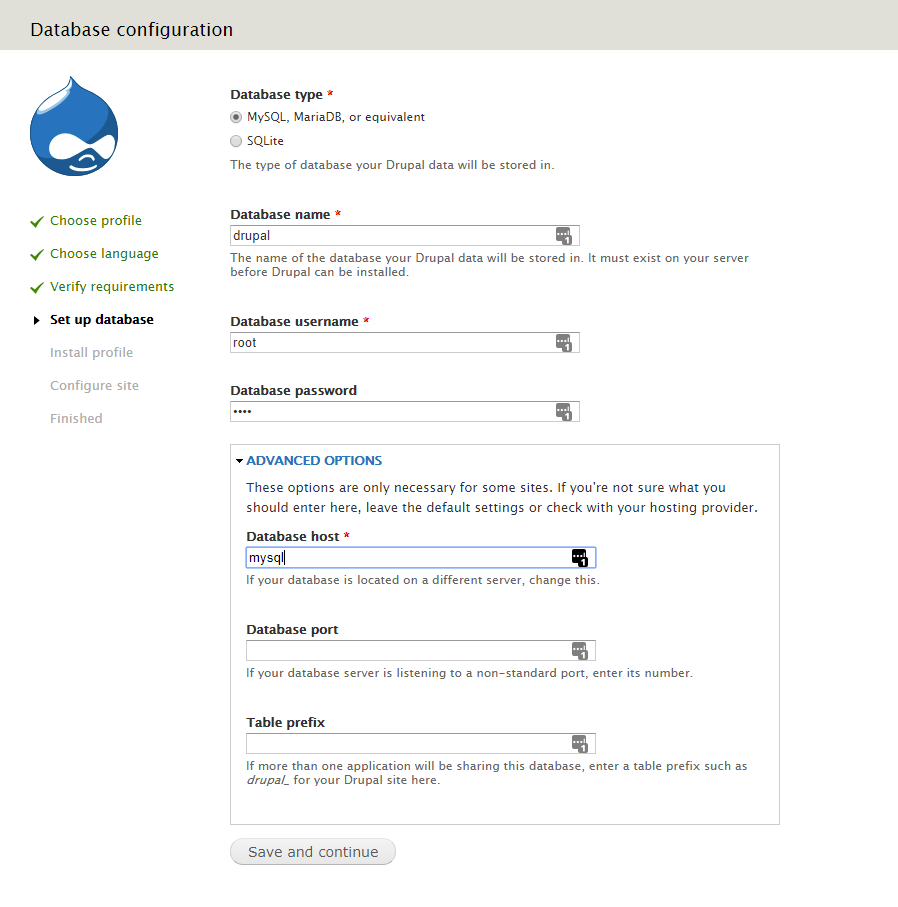 Database configuration
Choose profile
Choose language
Verify requirements
Set up database
Install profile
Configure site
Finished
Database type *
MySQL, MariaDB, or equivalent
SQLite
The type of database your Drupal data will be stored in.
Database name *
drupal
1
The name of the database your Drupal data will be stored in. It must exist on your server
before Drupal can be installed.
Database username *
root
1
Database password
••••
1
ADVANCED OPTIONS
These options are only necessary for some sites. If you're not sure what you
should enter here, leave the default settings or check with your hosting provider.
Database host *
mysql
1
If your database is located on a different server, change this.
Database port
1
If your database server is listening to a non-standard port, enter its number.
Table prefix
1
If more than one application will be sharing this database, enter a table prefix such as
drupal_ for your Drupal site here.
Save and continue